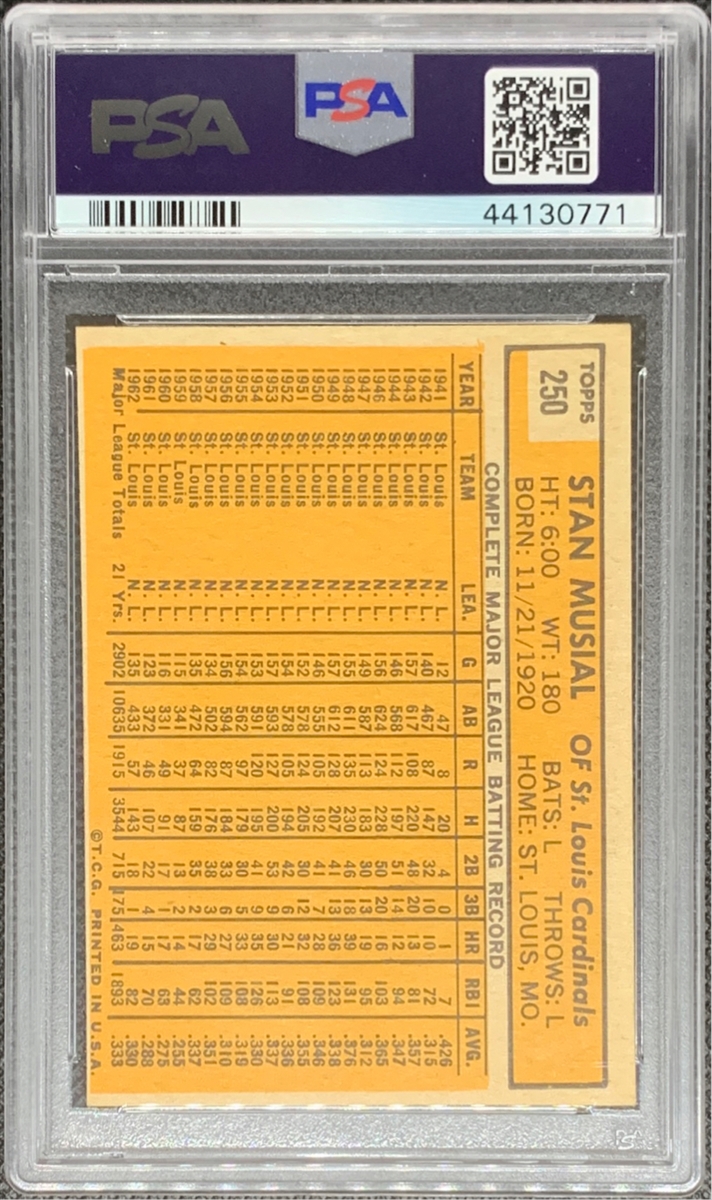 PSA
PSA
44130771
TOPPS
250
STAN MUSIAL OF St. Louis Cardinals
HT: 6:00 WT: 180 BATS: L THROWS: L
BORN: 11/21/1920 HOME: ST. LOUIS, MO.
COMPLETE MAJOR LEAGUE BATTING RECORD
YEAR TEAM LEA. G AB R H 2B 3B HR RBI AVG.
1941 St. Louis N. L. 12 47 8 20 4 0 1 7 .426
1942 St. Louis N. L. 140 467 87 147 32 10 10 72 .315
1943 St. Louis N. L. 157 617 108 220 48 20 13 81 .357
1944 St. Louis N. L. 146 568 112 197 51 14 12 94 .347
1946 St. Louis N. L. 156 624 124 228 50 20 16 103 .365
1947 St. Louis N. L. 149 587 113 183 30 13 19 95 .312
1948 St. Louis N. L. 155 611 135 230 46 18 39 131 .376
1949 St. Louis N. L. 157 612 128 207 41 13 36 123 .338
1950 St. Louis N. L. 146 555 105 192 41 7 28 109 .346
1951 St. Louis N. L. 152 578 124 205 30 12 32 108 .355
1952 St. Louis N. L. 154 578 105 194 42 6 21 91 .336
1953 St. Louis N. L. 157 593 127 200 53 9 30 113 .337
1954 St. Louis N. L. 153 591 120 195 41 9 35 126 .330
1955 St. Louis N. L. 154 562 97 179 30 5 33 108 .319
1956 St. Louis N. L. 156 594 87 184 33 6 27 109 .310
1957 St. Louis N. L. 134 502 82 176 38 3 29 102 .351
1958 St. Louis N. L. 135 472 64 159 35 2 17 62 .337
1959 St. Louis N. L. 115 341 37 87 13 2 14 44 .255
1960 St. Louis N. L. 116 331 49 91 17 1 17 63 .275
1961 St. Louis N. L. 123 372 46 107 22 4 15 70 .288
1962 St. Louis N. L. 135 433 57 143 18 1 19 82 .330
Major League Totals 21 Yrs. 2902 10635 1915 3544 715 175 463 1893 .333
©T.C.G. PRINTED IN U.S.A.